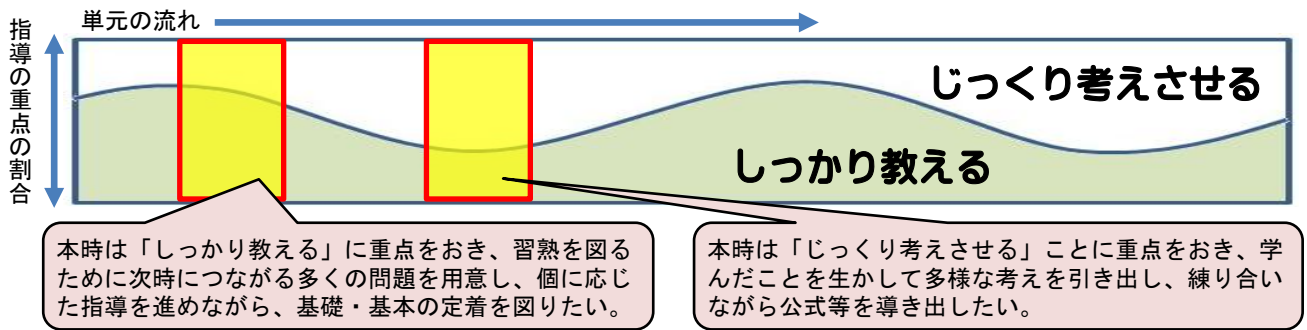 単元の流れ
指導の重点の割合
じっくり考えさせる
しっかり教える
本時は「しっかり教える」に重点をおき、習熟を図る
ために次時につながる多くの問題を用意し、個に応じ
た指導を進めながら、基礎・基本の定着を図りたい。
本時は「じっくり考えさせる」ことに重点をおき、学
んだことを生かして多様な考えを引き出し、練り合い
ながら公式等を導き出したい。